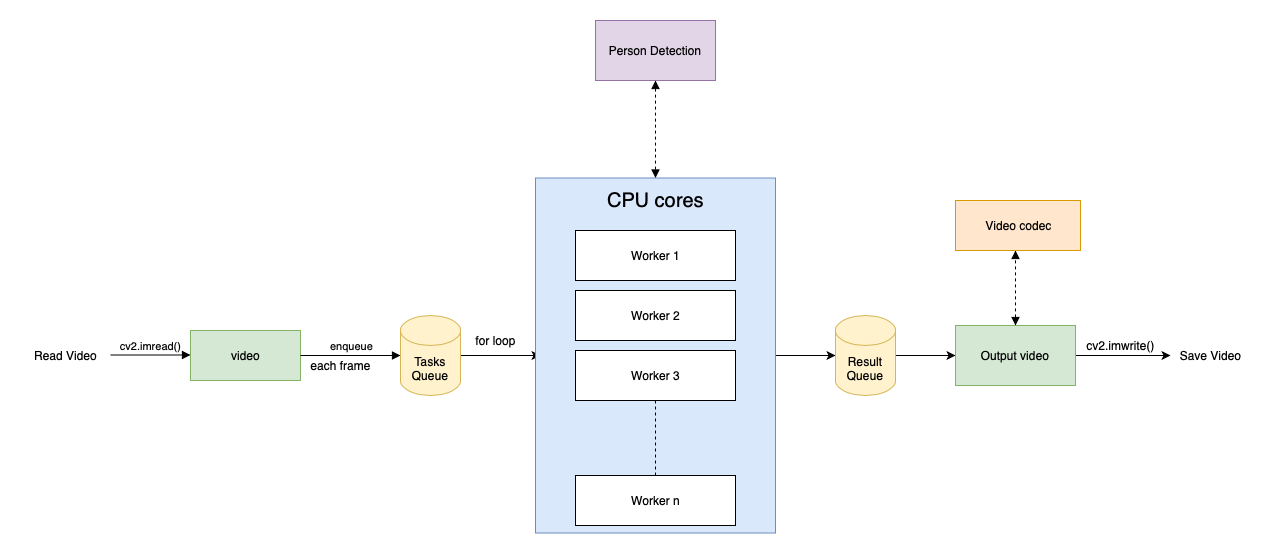 Person Detection
CPU cores
Worker 1
Worker 2
Worker 3
Worker n
Read Video
cv2.imread()
video
enqueue
each frame
Tasks
Queue
for loop
Result
Queue
Video codec
Output video
cv2.imwrite()
Save Video